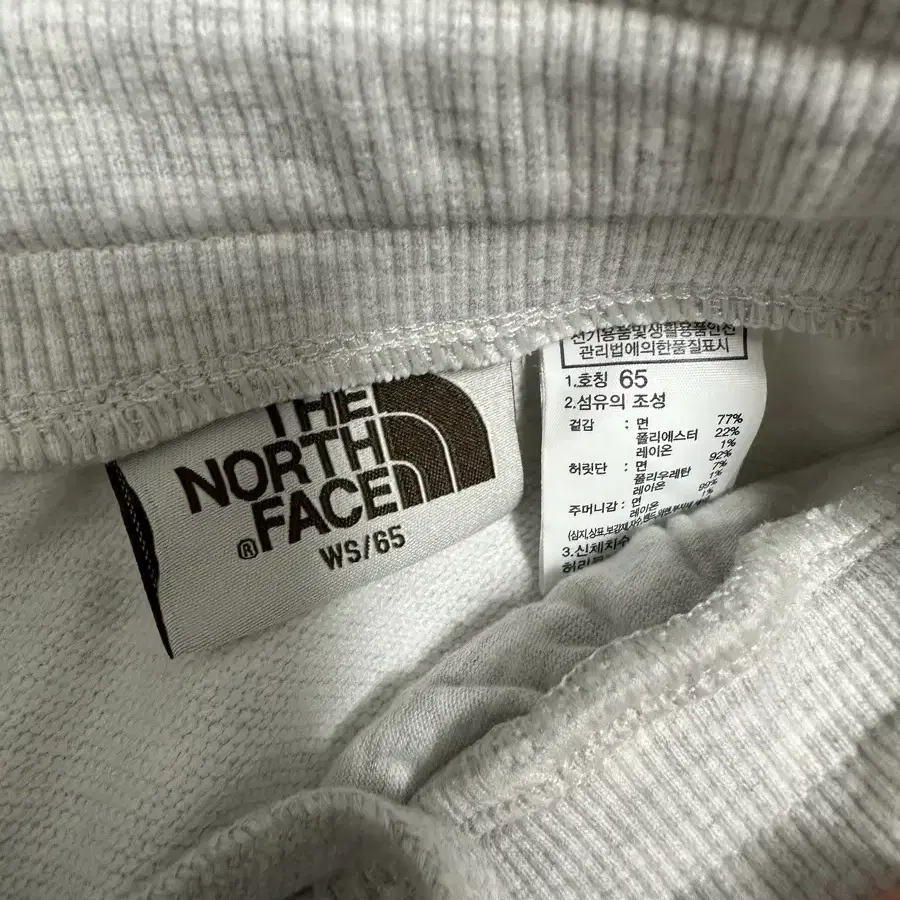 THE
NORTH
FACE
®
WS/65
전기용품및생활용품안전
관리법에의한품질표시
1.호칭 65
2.섬유의 조성
겉감 : 면 77%
폴리에스터 22%
레이온 1%
허릿단 : 면 92%
폴리우레탄 7%
레이온 1%
주머니감 : 면 99%
레이온 1%
3.신체치수